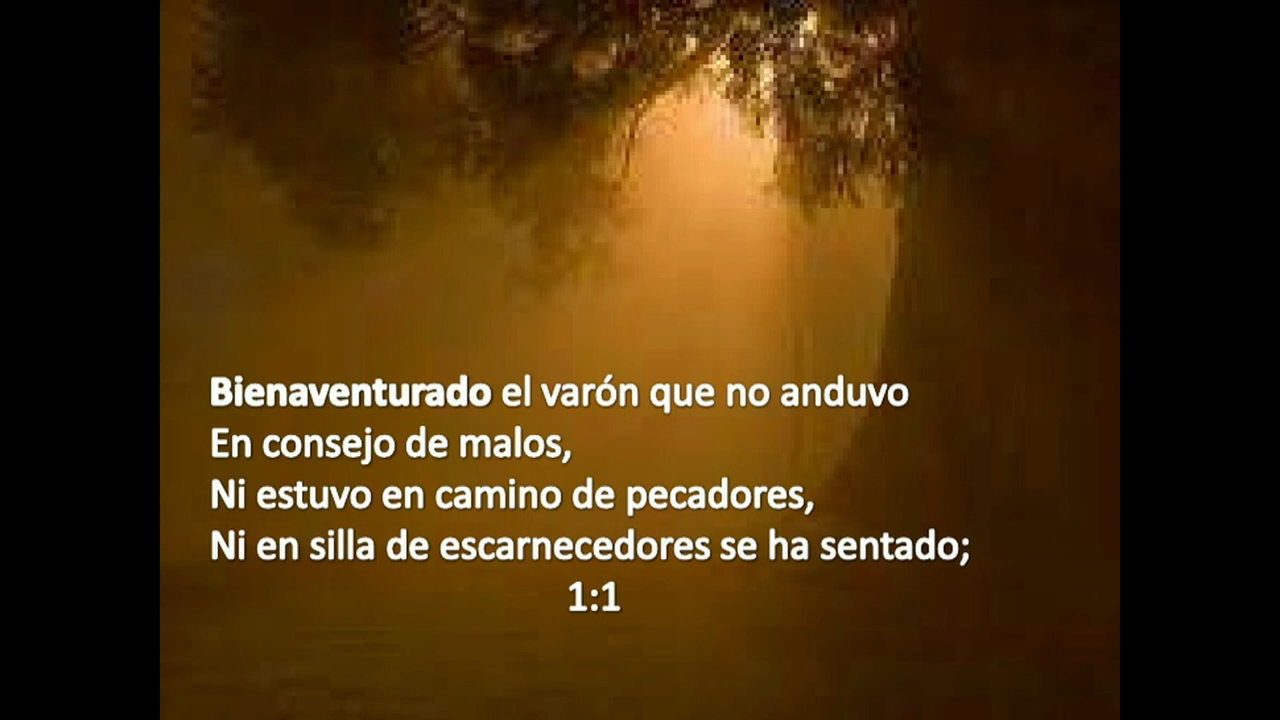 Bienaventurado el varón que no anduvo
En consejo de malos,
Ni estuvo en camino de pecadores,
Ni en silla de escarnecedores se ha sentado;
1:1